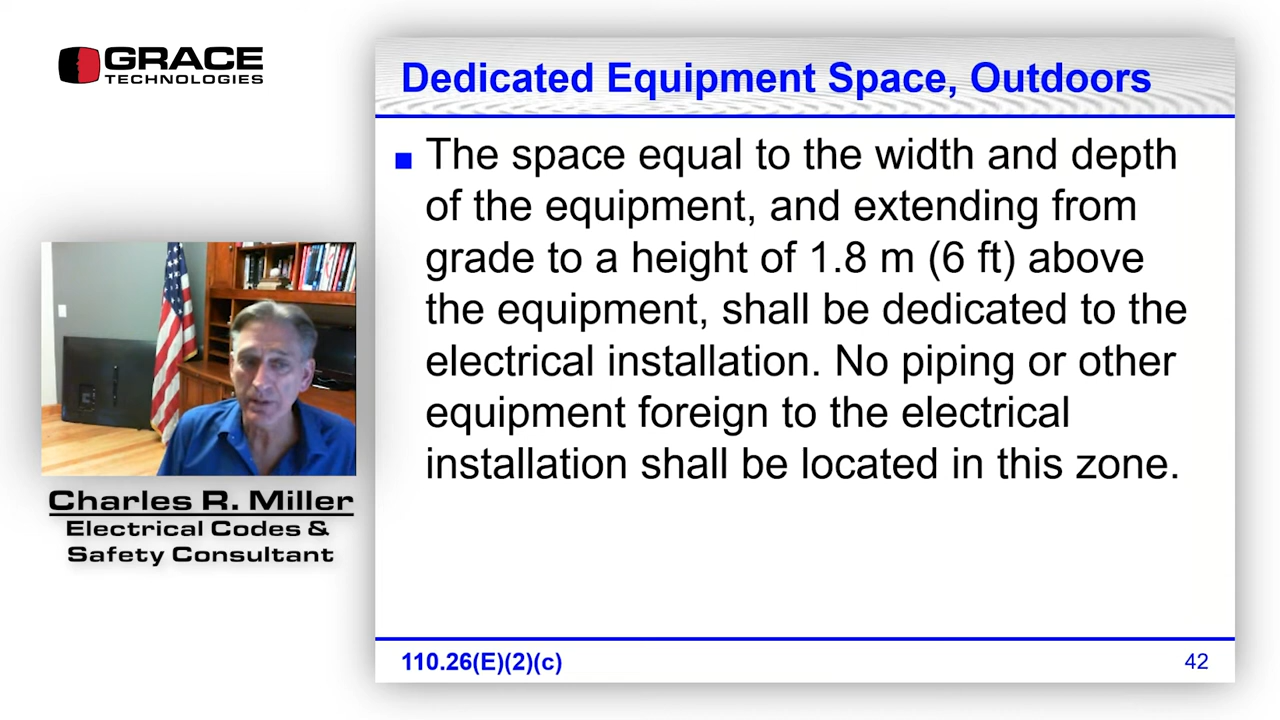 GRACE
TECHNOLOGIES
Dedicated Equipment Space, Outdoors
The space equal to the width and depth
of the equipment, and extending from
grade to a height of 1.8 m (6 ft) above
the equipment, shall be dedicated to the
electrical installation. No piping or other
equipment foreign to the electrical
installation shall be located in this zone.
Charles R. Miller
Electrical Codes &
Safety Consultant
110.26(E)(2)(c)
42